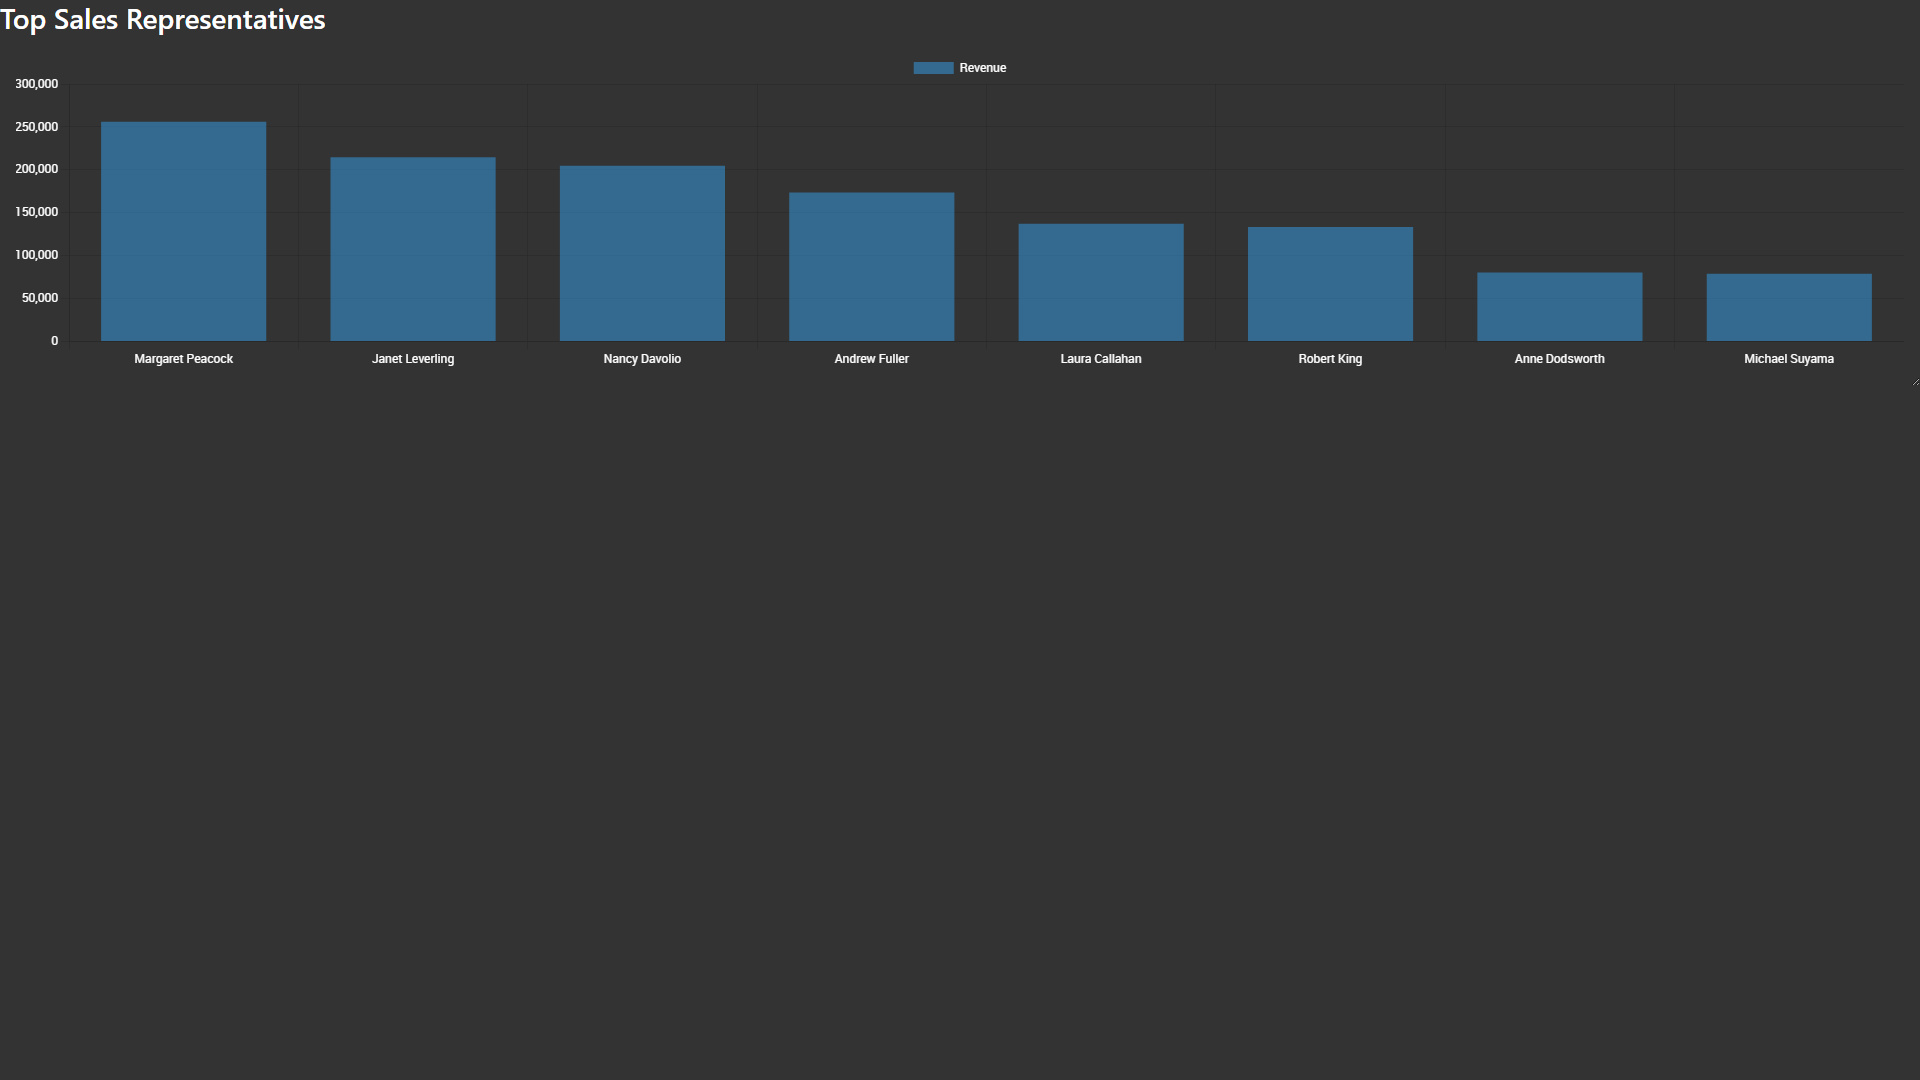 Top Sales Representatives
Revenue
300,000
250,000
200,000
150,000
100,000
50,000
0
Margaret Peacock Janet Leverling Nancy Davolio Andrew Fuller Laura Callahan Robert King Anne Dodsworth Michael Suyama